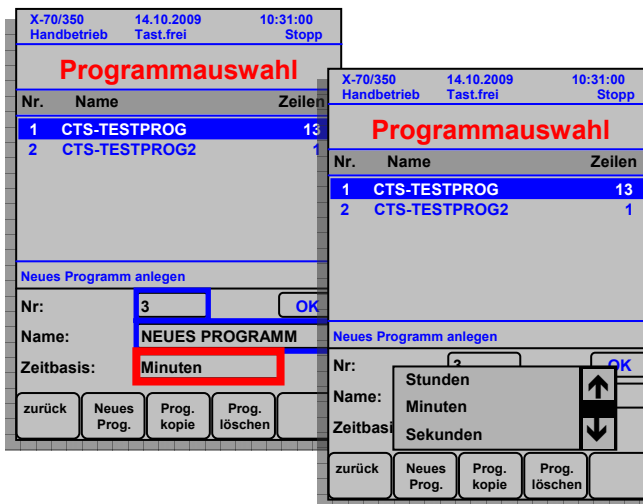 X-70/350 14.10.2009 10:31:00
Handbetrieb Tast.frei Stopp
Programmauswahl
Nr. Name Zeilen
1 CTS-TESTPROG 13
2 CTS-TESTPROG2 1
Neues Programm anlegen
Nr: 3 OK
Name: NEUES PROGRAMM
Zeitbasis: Minuten
zurück Neues Prog. Prog.
Prog. kopie löschen
X-70/350 14.10.2009 10:31:00
Handbetrieb Tast.frei Stopp
Programmauswahl
Nr. Name Zeilen
1 CTS-TESTPROG 13
2 CTS-TESTPROG2 1
Neues Programm anlegen
Nr: 3 OK
Stunden
Name:
Minuten
Zeitbasi
Sekunden
zurück Neues Prog. Prog.
Prog. kopie löschen